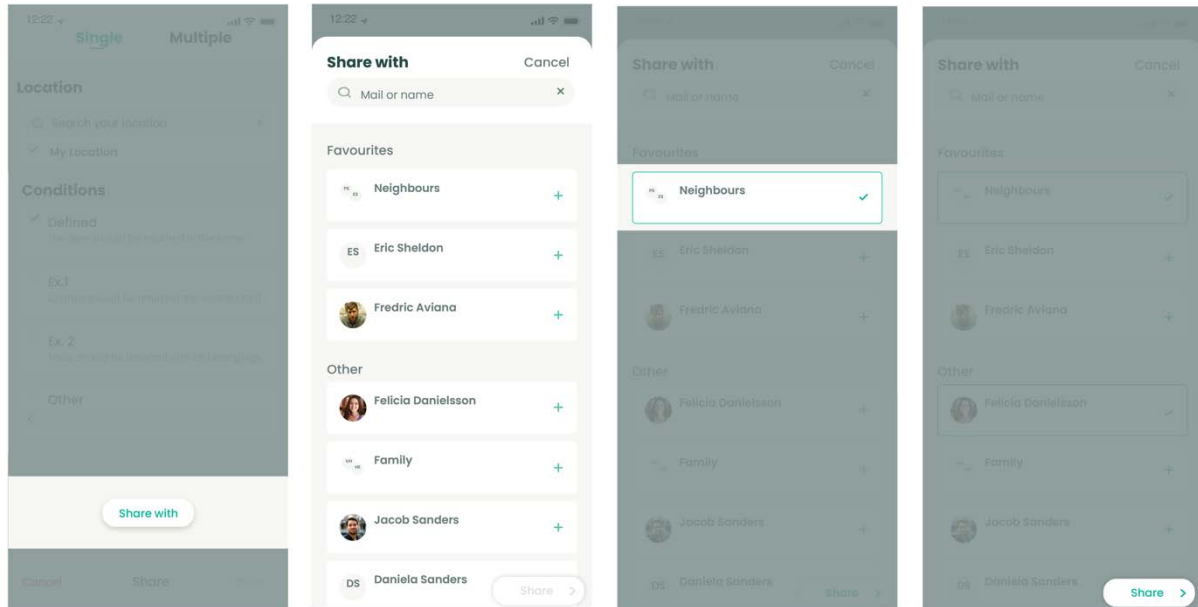 12:22
Single Multiple
Location
Search your location
My Location
Conditions
Defined
Ex.1
Ex. 2
Other
Share with
Cancel Share
12:22
Share with Cancel
Mail or name
Favourites
Neighbours
ES Eric Sheldon
Fredric Aviana
Other
Felicia Danielsson
Family
Jacob Sanders
DS Daniela Sanders
Share
Share with Cancel
Mail or name
Favourites
Neighbours
ES Eric Sheldon
Fredric Aviana
Other
Felicia Danielsson
Family
Jacob Sanders
DS Daniela Sanders
Share
Share with Cancel
Mail or name
Favourites
Neighbours
ES Eric Sheldon
Fredric Aviana
Other
Felicia Danielsson
Family
Jacob Sanders
DS Daniela Sanders
Share